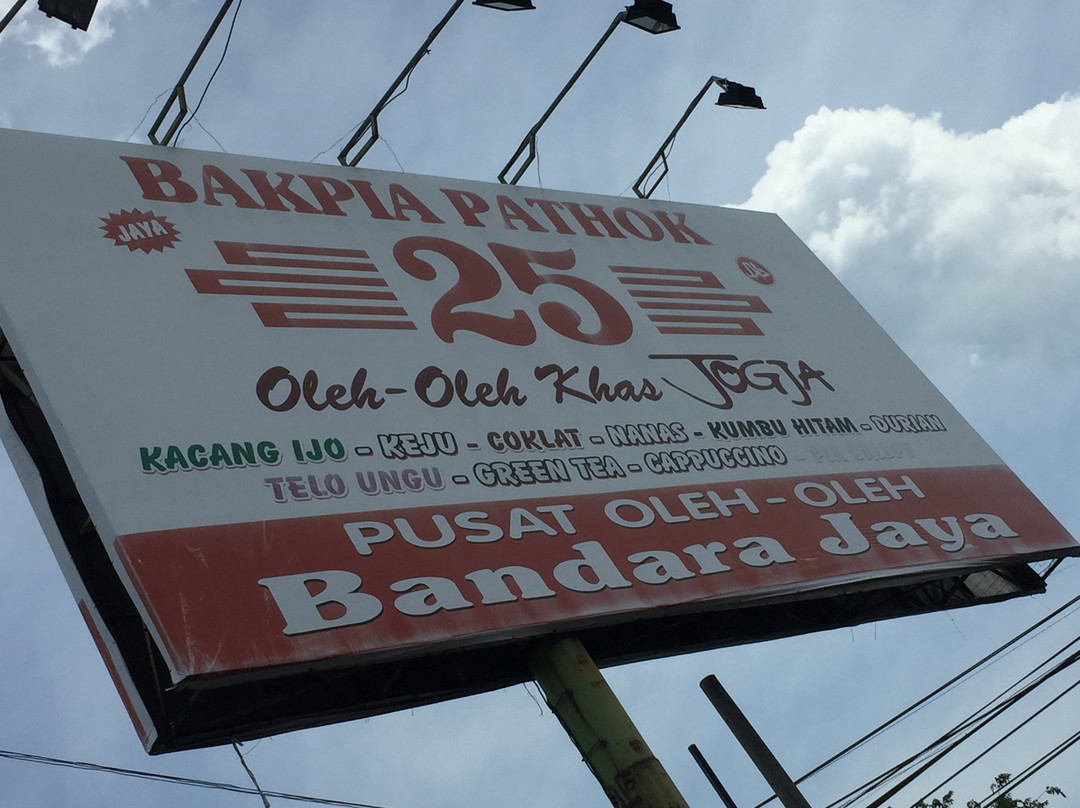 BAKPIA PATHOK
JAYA
25
Oleh-Oleh Khas JOGJA
KACANG IJO - KEJU - COKLAT - NANAS - KUMBU HITAM - DURIAN
TELO UNGU - GREEN TEA - CAPPUCCINO -
PUSAT OLEH-OLEH
Bandara Jaya